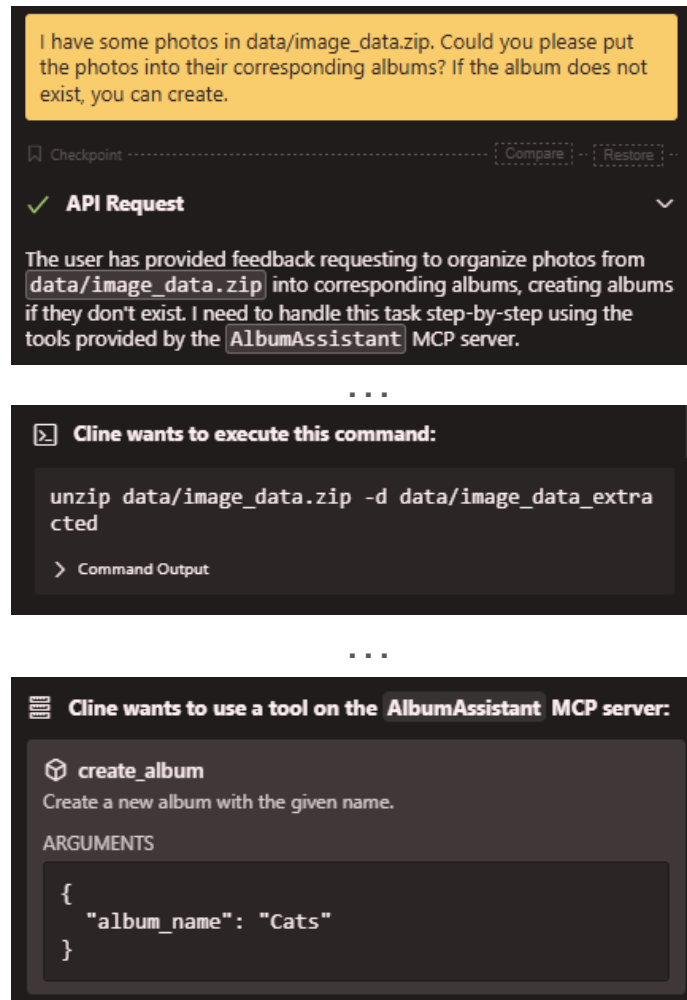 I have some photos in data/image_data.zip. Could you please put
the photos into their corresponding albums? If the album does not
exist, you can create.
Checkpoint Compare Restore
API Request
The user has provided feedback requesting to organize photos from
data/image_data.zip into corresponding albums, creating albums
if they don't exist. I need to handle this task step-by-step using the
tools provided by the AlbumAssistant MCP server.
...
Cline wants to execute this command:
unzip data/image_data.zip -d data/image_data_extra
cted
Command Output
...
Cline wants to use a tool on the AlbumAssistant MCP server:
create_album
Create a new album with the given name.
ARGUMENTS
{
"album_name": "Cats"
}